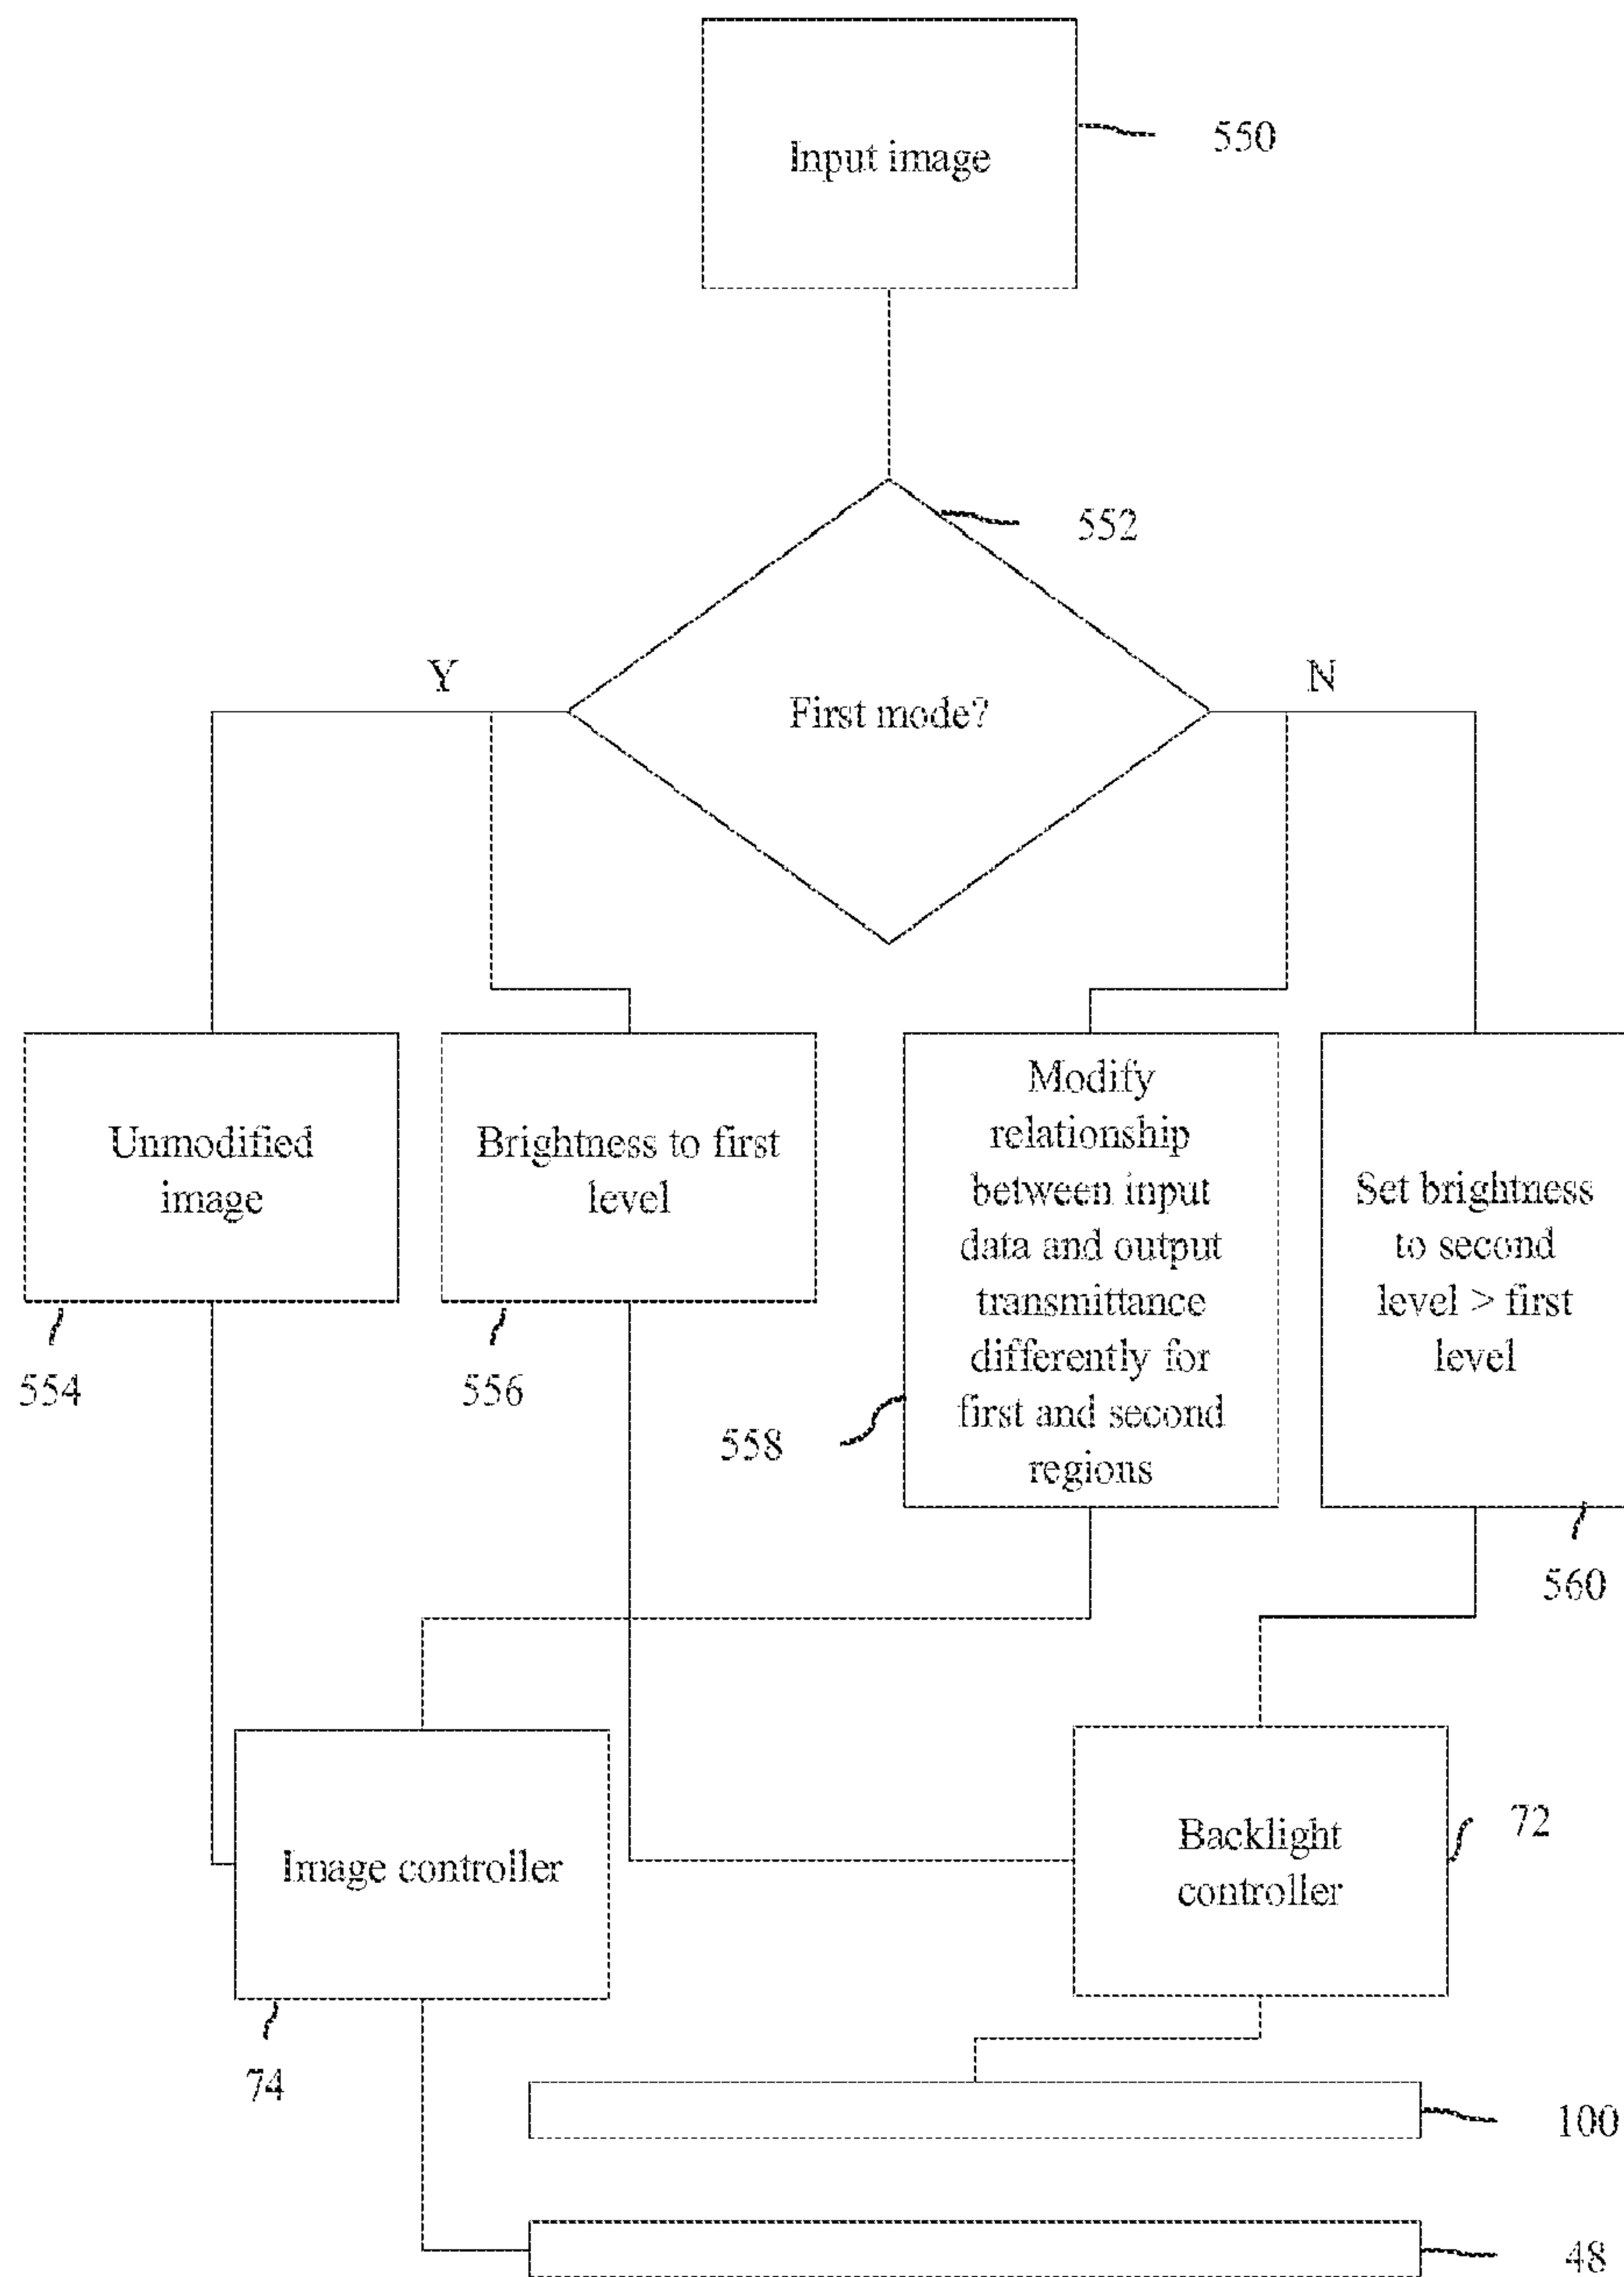 Input image
550
552
Y
N
First mode?
Unmodified
image
554
Brightness to first
level
556
Modify
relationship
between input
data and output
transmittance
differently for
first and second
regions
558
Set brightness
to second
level > first
level
560
Image controller
74
Backlight
controller
72
100
48